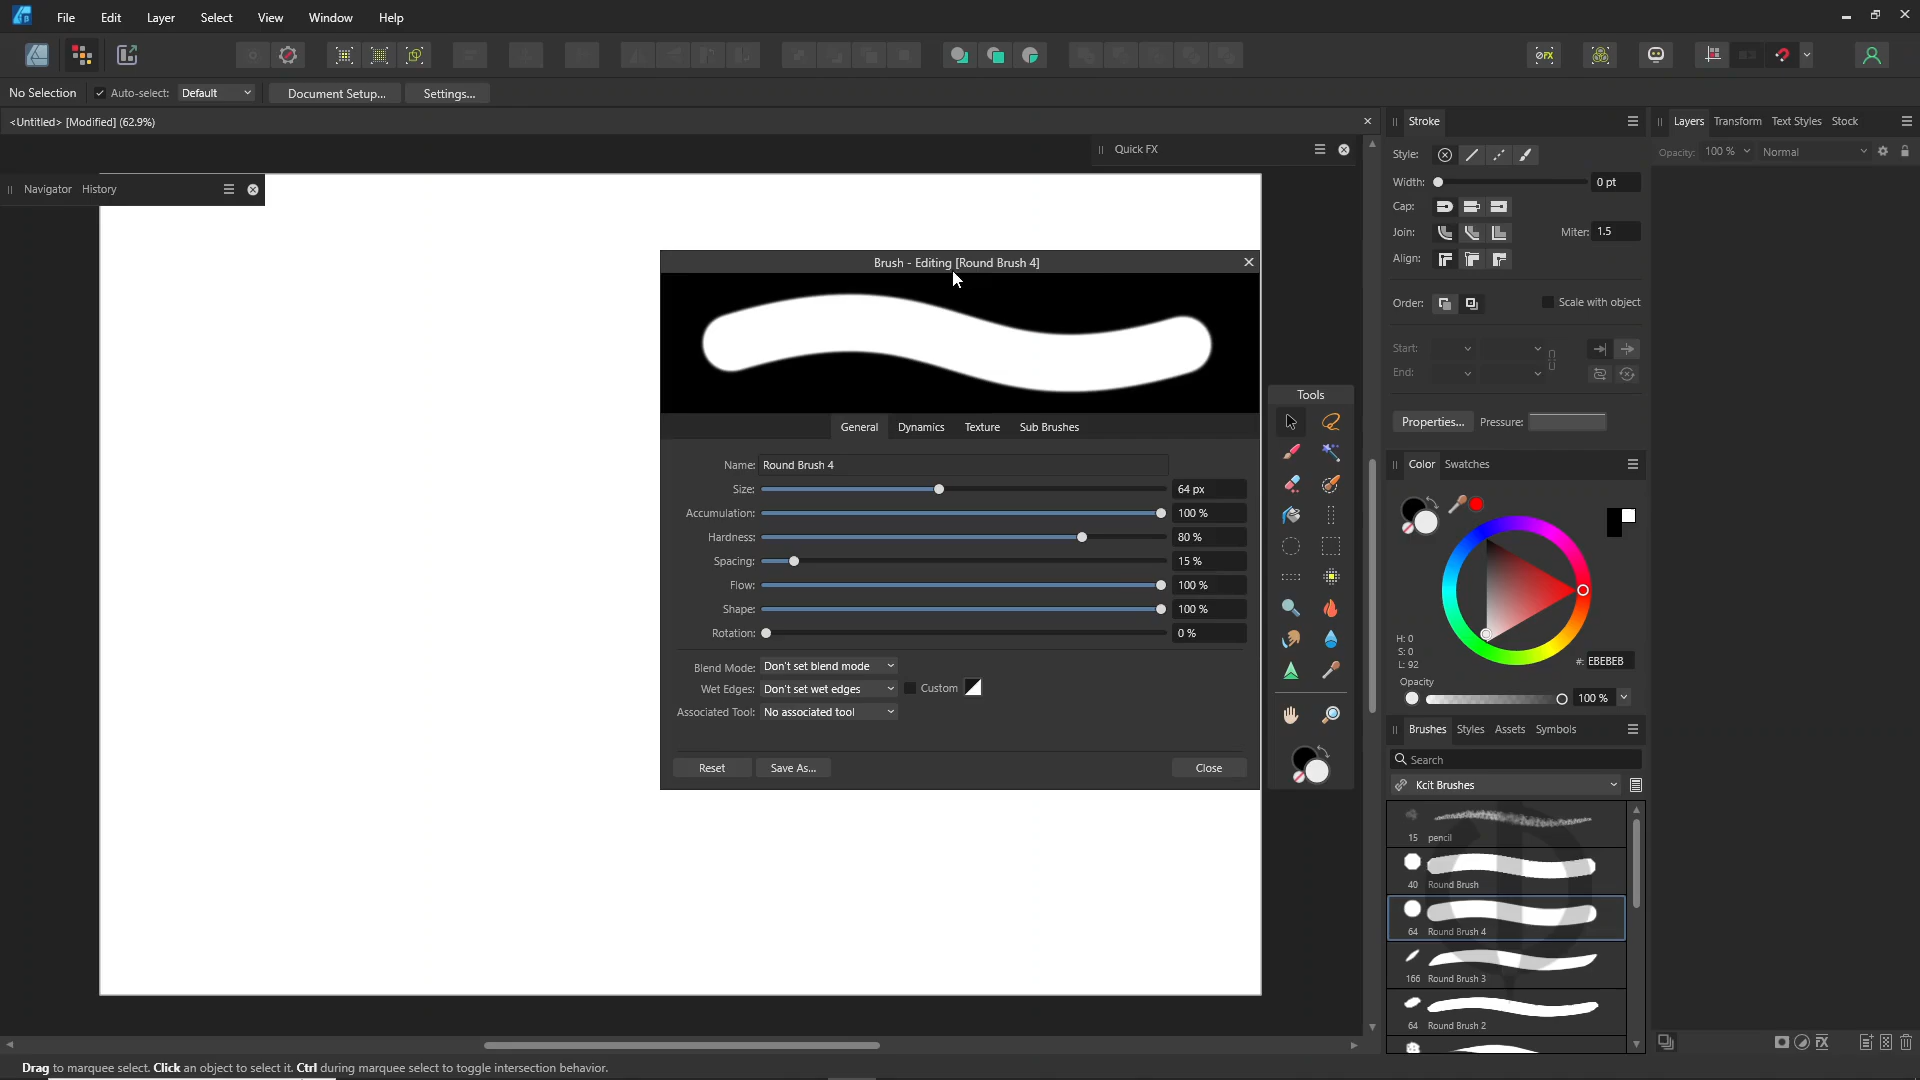 File Edit Layer Select View Window Help
No Selection Auto-select: Default Document Setup... Settings...
<Untitled> [Modified] (62.9%)
Quick FX
Navigator History
Brush - Editing [Round Brush 4]
General Dynamics Texture Sub Brushes
Name: Round Brush 4
Size: 64 px
Accumulation: 100 %
Hardness: 80 %
Spacing: 15 %
Flow: 100 %
Shape: 100 %
Rotation: 0 %
Blend Mode: Don't set blend mode
Wet Edges: Don't set wet edges Custom
Associated Tool: No associated tool
Reset Save As... Close
Tools
Stroke
Style:
Width: 0 pt
Cap:
Join: Miter: 1.5
Align:
Order: Scale with object
Start:
End:
Properties... Pressure:
Color Swatches
H: 0
S: 0
L: 92
#: EBEBEB
Opacity
100 %
Brushes Styles Assets Symbols
Search
Kcit Brushes
15 pencil
40 Round Brush
64 Round Brush 4
166 Round Brush 3
64 Round Brush 2
Layers Transform Text Styles Stock
Opacity: 100 % Normal
FX
Drag to marquee select. Click an object to select it. Ctrl during marquee select to toggle intersection behavior.